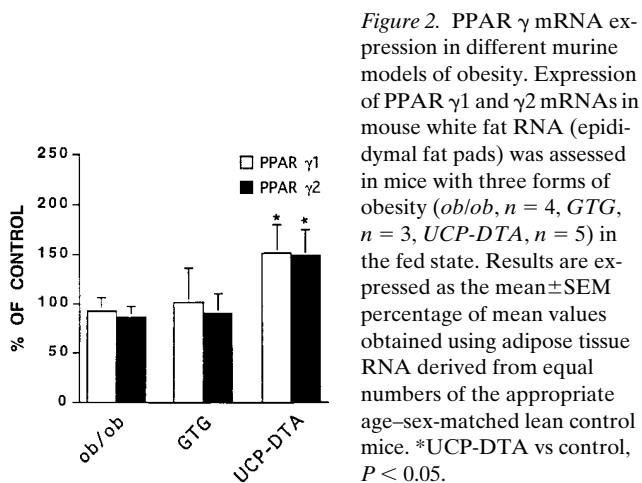 250
200
150
100
50
0
% OF CONTROL
PPAR γ1
PPAR γ2
* *
ob/ob
GTG
UCP-DTA
Figure 2. PPAR γ mRNA ex-
pression in different murine
models of obesity. Expression
of PPAR γ1 and γ2 mRNAs in
mouse white fat RNA (epidi-
dymal fat pads) was assessed
in mice with three forms of
obesity (ob/ob, n = 4, GTG,
n = 3, UCP-DTA, n = 5) in
the fed state. Results are ex-
pressed as the mean±SEM
percentage of mean values
obtained using adipose tissue
RNA derived from equal
numbers of the appropriate
age–sex-matched lean control
mice. *UCP-DTA vs control,
P < 0.05.